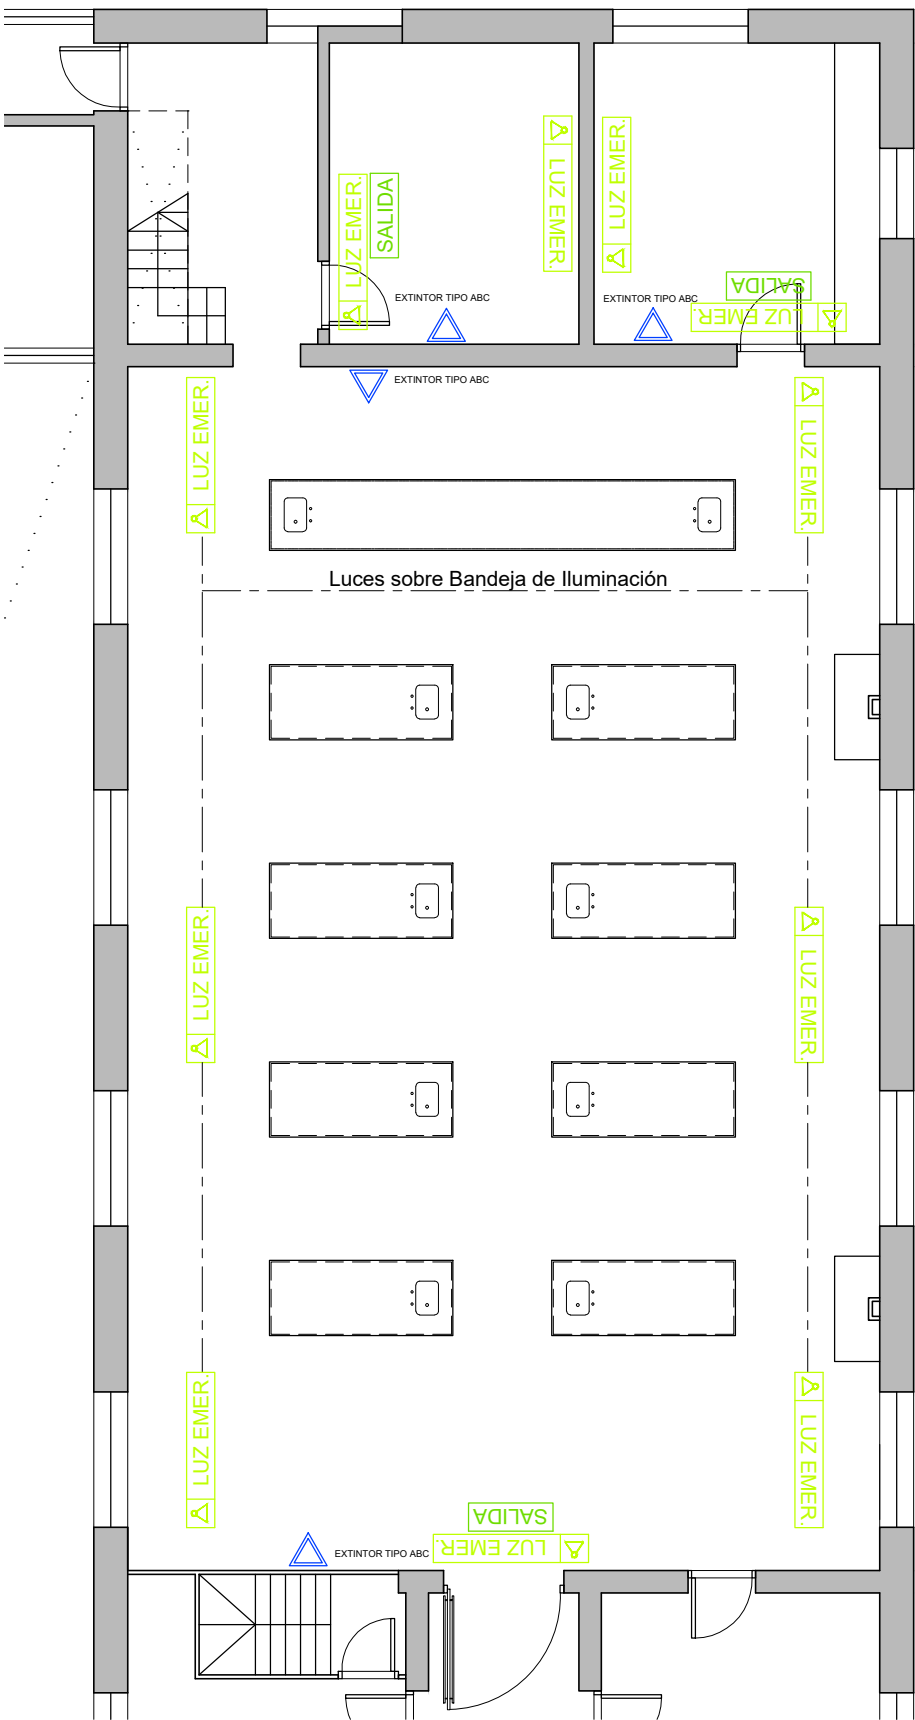 LUZ EMER.
LUZ EMER.
LUZ EMER.
SALIDA
SALIDA
LUZ EMER.
EXTINTOR TIPO ABC
EXTINTOR TIPO ABC
EXTINTOR TIPO ABC
LUZ EMER.
LUZ EMER.
Luces sobre Bandeja de Iluminación
LUZ EMER.
LUZ EMER.
LUZ EMER.
LUZ EMER.
SALIDA
LUZ EMER.
EXTINTOR TIPO ABC